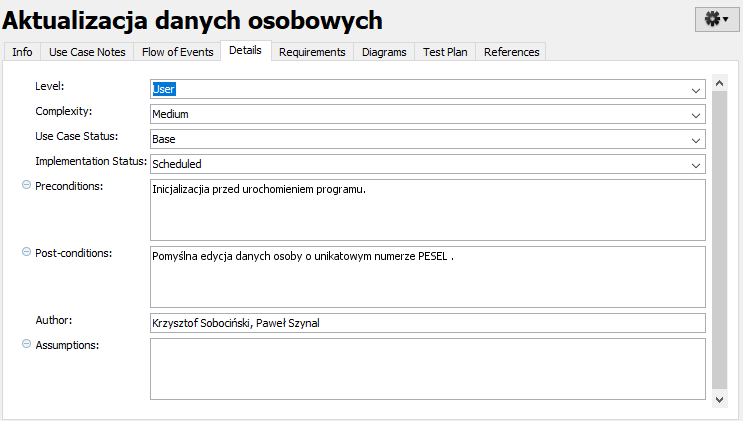 Aktualizacja danych osobowych
Info Use Case Notes Flow of Events Details Requirements Diagrams Test Plan References
Level: User
Complexity: Medium
Use Case Status: Base
Implementation Status: Scheduled
Preconditions: Inicjalizacjia przed urochomieniem programu.
Post-conditions: Pomyślna edycja danych osoby o unikatowym numerze PESEL .
Author: Krzysztof Sobociński, Paweł Szynal
Assumptions: